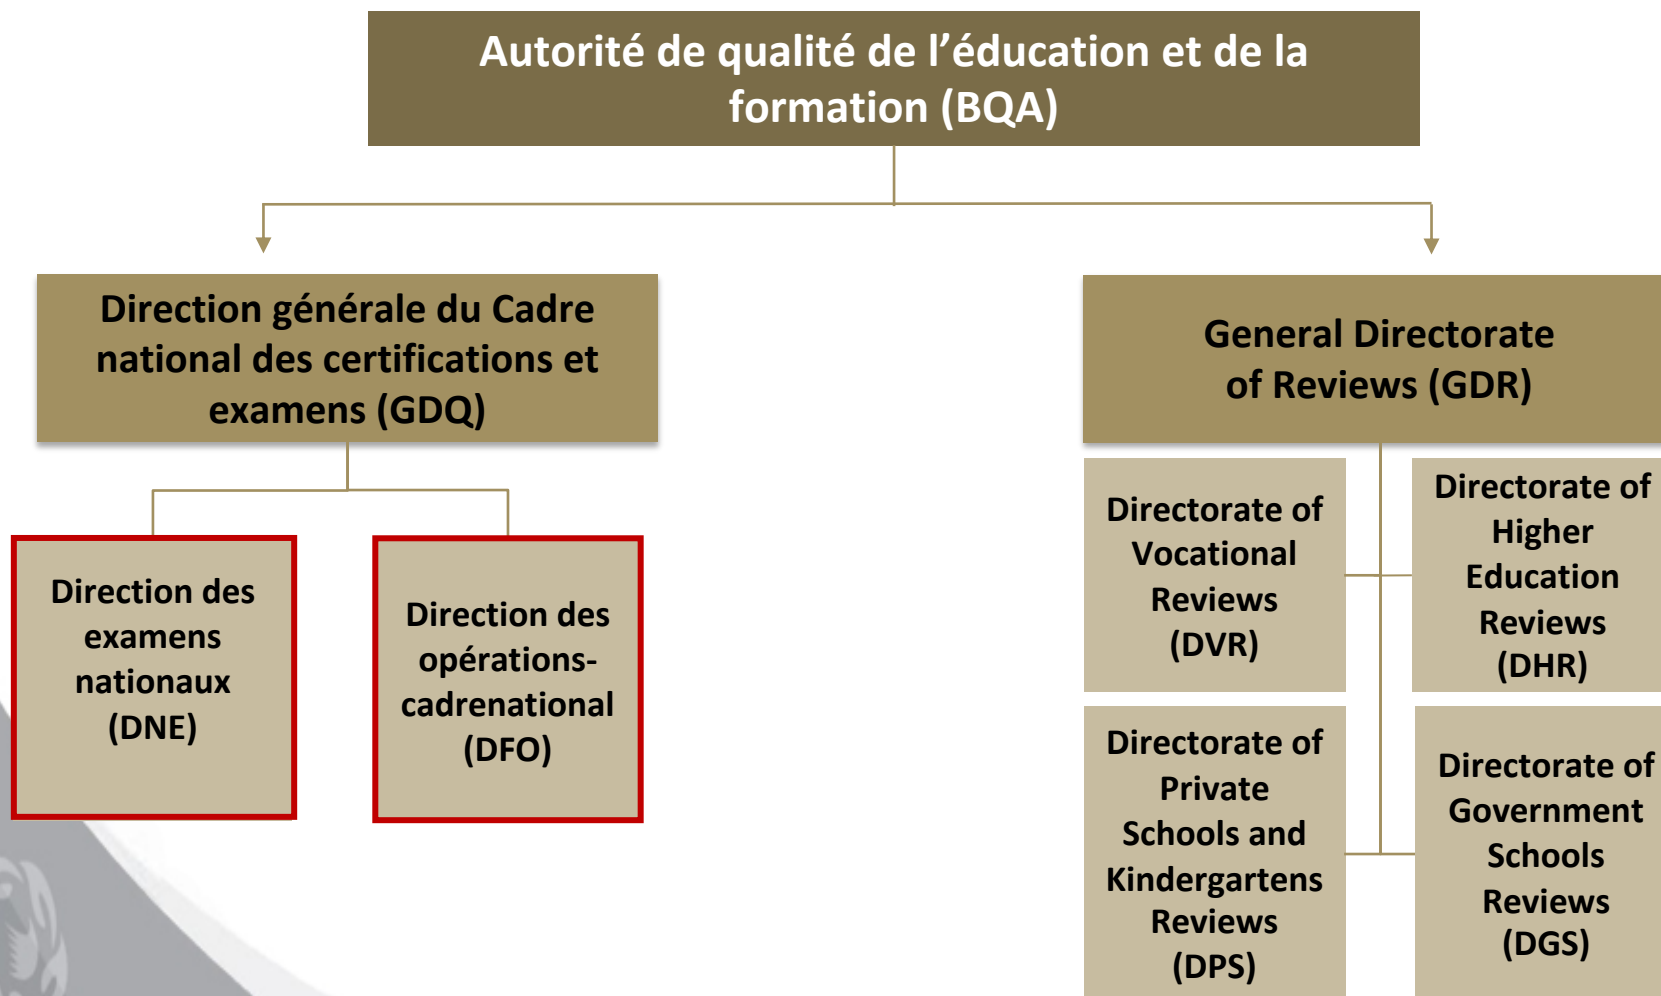 Autorité de qualité de l’éducation et de la
formation (BQA)
Direction générale du Cadre
national des certifications et
examens (GDQ)
General Directorate
of Reviews (GDR)
Direction des
examens
nationaux
(DNE)
Direction des
opérations-
cadrenational
(DFO)
Directorate of
Vocational
Reviews
(DVR)
Directorate of
Higher
Education
Reviews
(DHR)
Directorate of
Private
Schools and
Kindergartens
Reviews
(DPS)
Directorate of
Government
Schools
Reviews
(DGS)